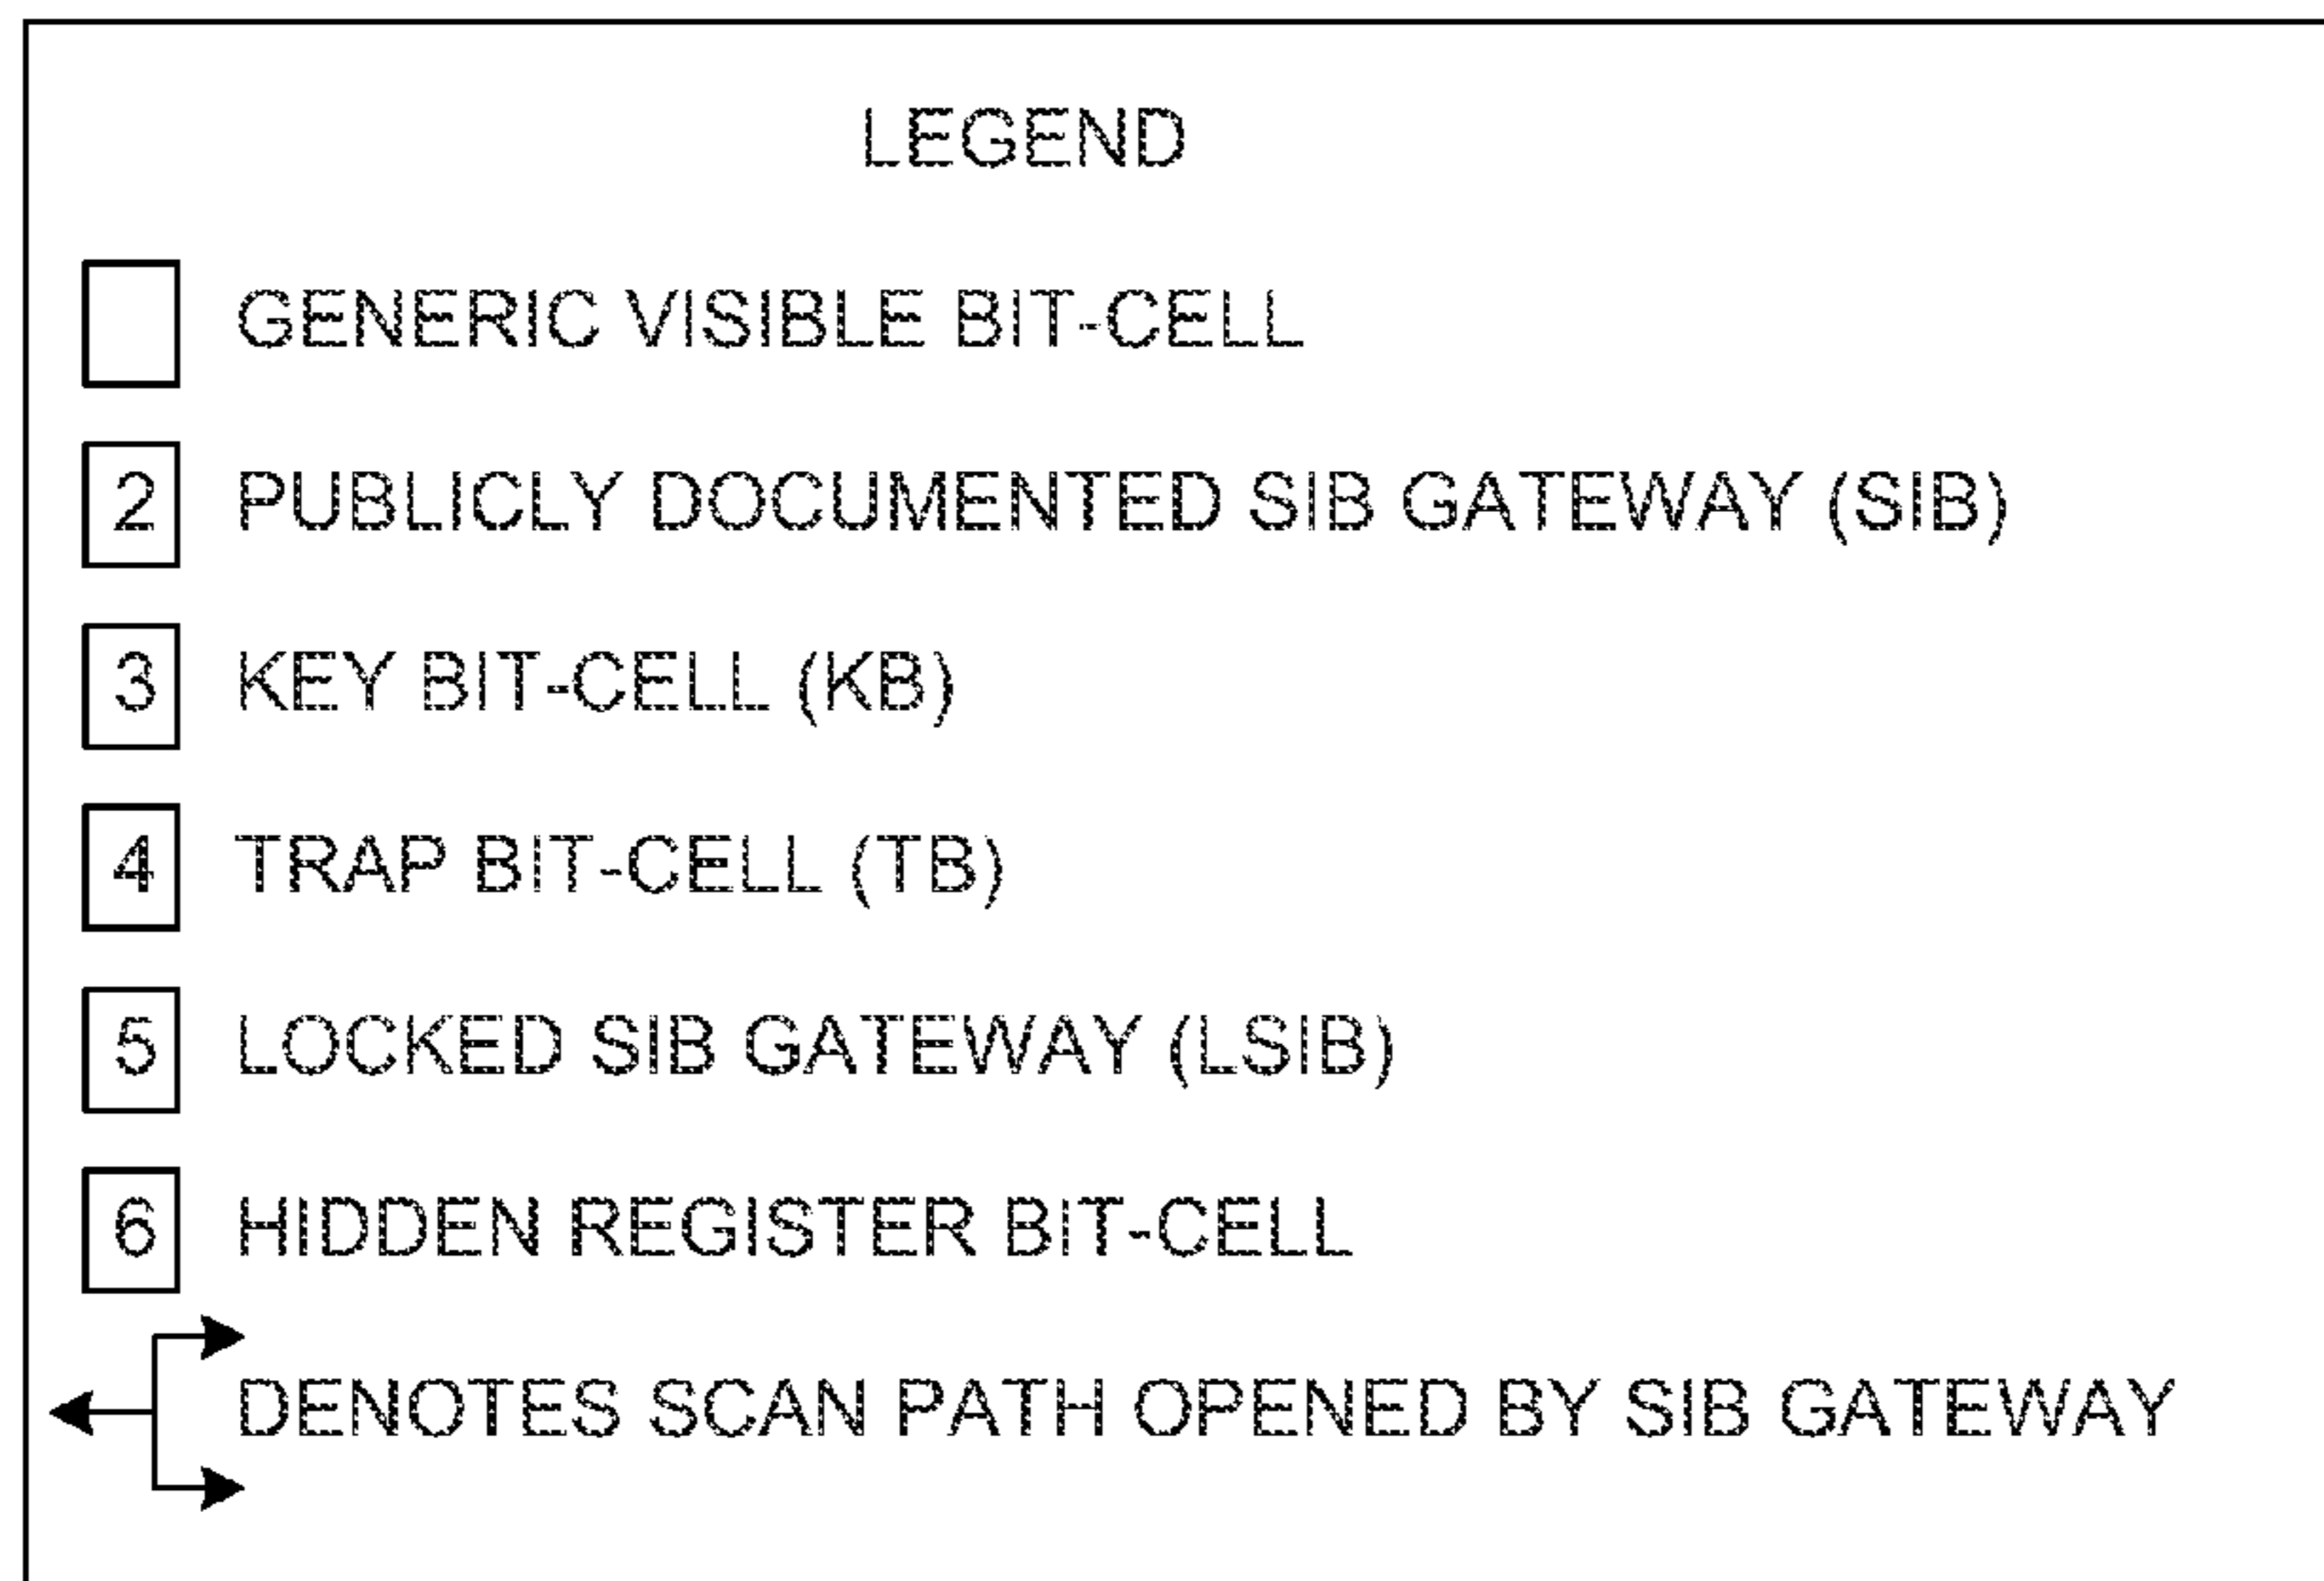 LEGEND
GENERIC VISIBLE BIT-CELL
2 PUBLICLY DOCUMENTED SIB GATEWAY (SIB)
3 KEY BIT-CELL (KB)
4 TRAP BIT-CELL (TB)
5 LOCKED SIB GATEWAY (LSIB)
6 HIDDEN REGISTER BIT-CELL
DENOTES SCAN PATH OPENED BY SIB GATEWAY